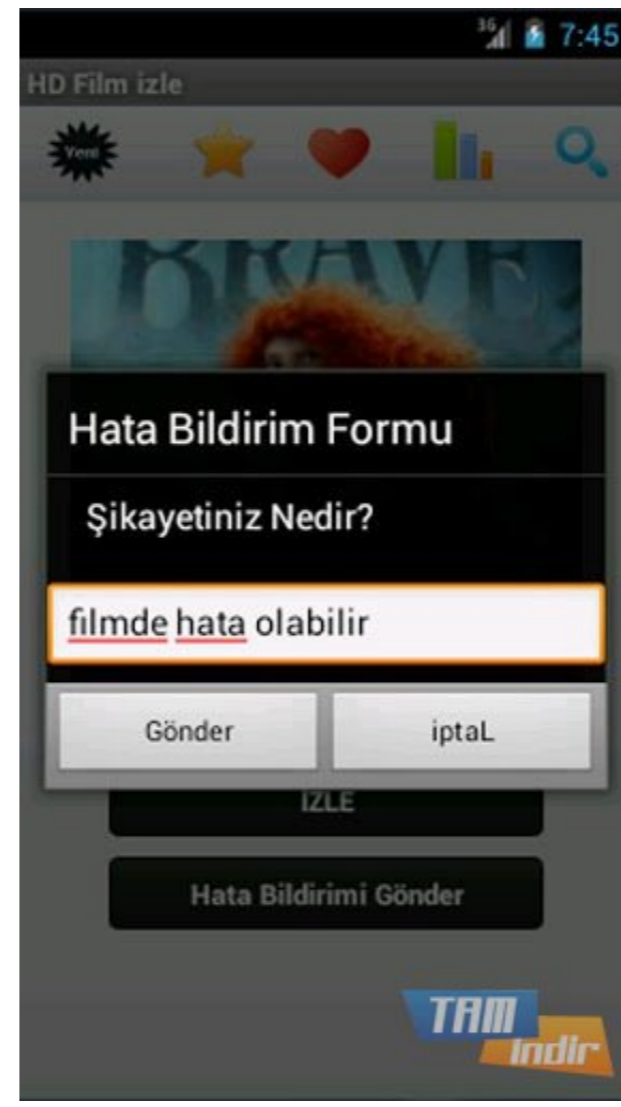 3G 7:45
HD Film izle
Yeni
BRAVE
Hata Bildirim Formu
Şikayetiniz Nedir?
filmde hata olabilir
Gönder iptaL
İZLE
Hata Bildirimi Gönder
TAM
indir